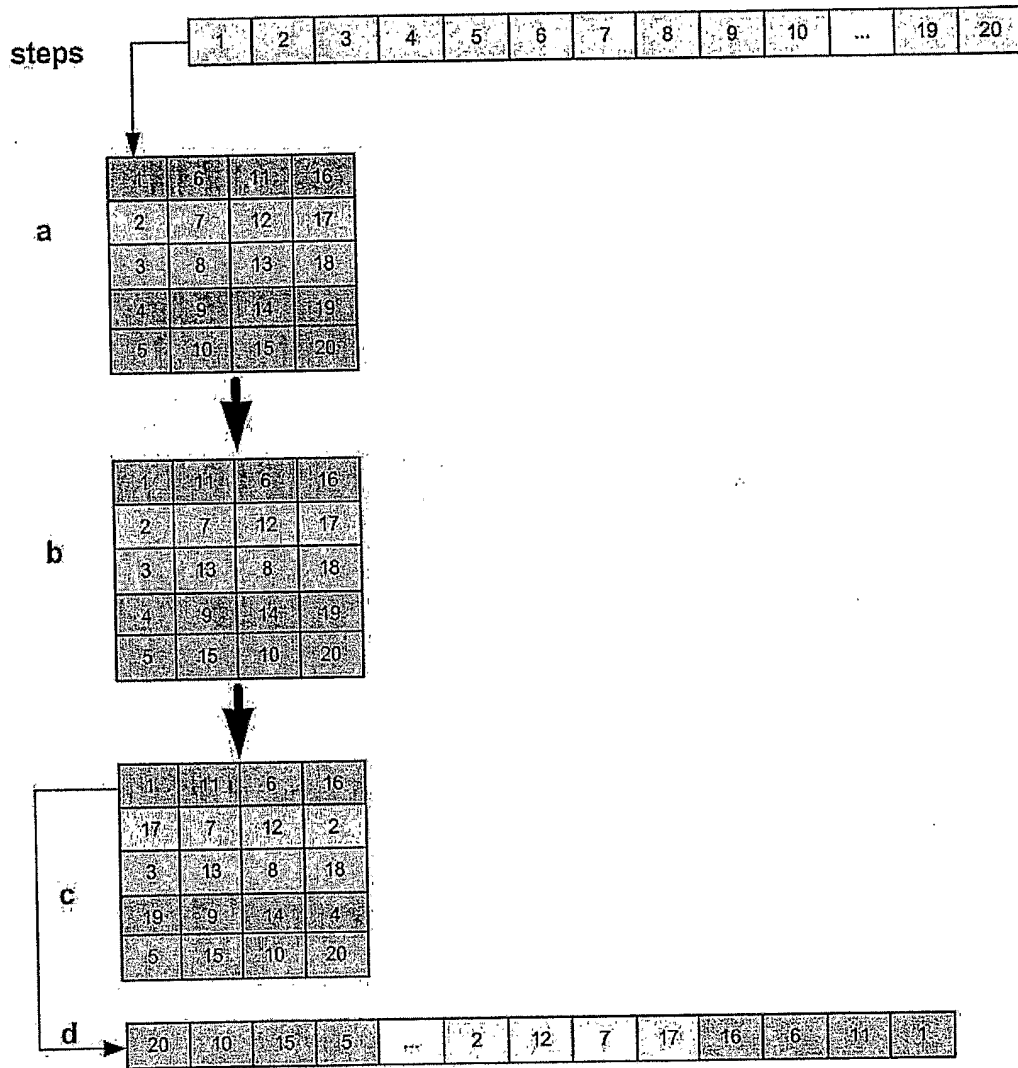 steps
1 2 3 4 5 6 7 8 9 10 ... 19 20
a
1 6 11 16
2 7 12 17
3 8 13 18
4 9 14 19
5 10 15 20
b
1 11 6 16
2 7 12 17
3 13 8 18
4 9 14 19
5 15 10 20
c
1 11 6 16
17 7 12 2
3 13 8 18
19 9 14 4
5 15 10 20
d
20 10 15 5 ... 2 12 7 17 16 6 11 1